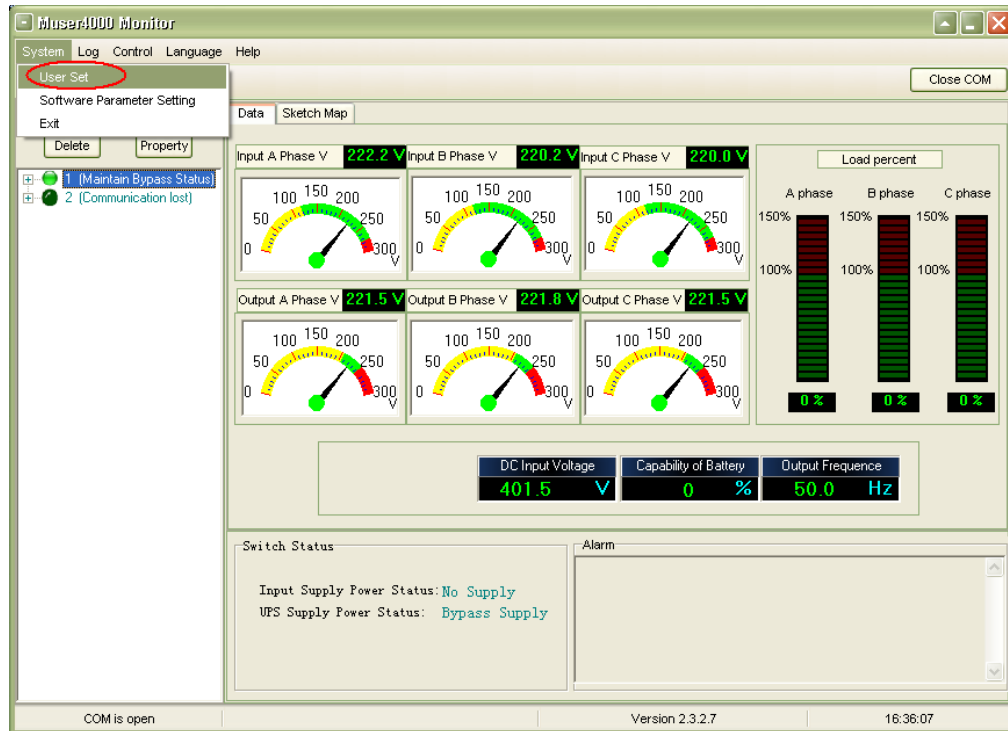 Muser4000 Monitor
System Log Control Language Help
User Set
Software Parameter Setting
Exit
Close COM
Delete Property
1 (Maintain Bypass Status)
2 (Communication lost)
Data Sketch Map
Input A Phase V 222.2 V Input B Phase V 220.2 V Input C Phase V 220.0 V
0 50 100 150 200 250 300 V
0 50 100 150 200 250 300 V
0 50 100 150 200 250 300 V
Output A Phase V 221.5 V Output B Phase V 221.8 V Output C Phase V 221.5 V
0 50 100 150 200 250 300 V
0 50 100 150 200 250 300 V
0 50 100 150 200 250 300 V
Load percent
A phase B phase C phase
150% 150% 150%
100% 100% 100%
0 % 0 % 0 %
DC Input Voltage Capability of Battery Output Frequence
401.5 V 0 % 50.0 Hz
Switch Status
Input Supply Power Status: No Supply
UPS Supply Power Status: Bypass Supply
Alarm
COM is open Version 2.3.2.7 16:36:07